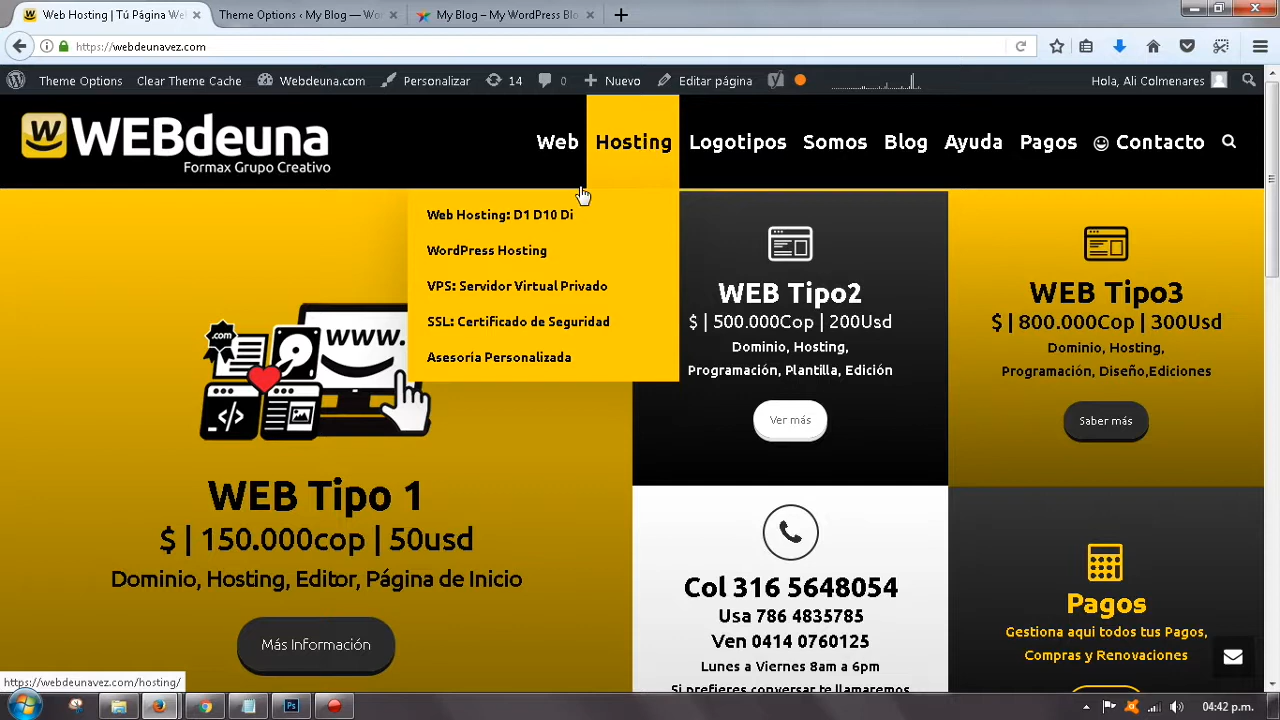 Web Hosting | Tú Página We
Theme Options ‹ My Blog — Wo
My Blog – My WordPress Blo
https://webdeunavez.com
Theme Options
Clear Theme Cache
Webdeuna.com
Personalizar
14
0
Nuevo
Editar página
Hola, Ali Colmenares
WEBdeuna
Formax Grupo Creativo
Web
Hosting
Logotipos
Somos
Blog
Ayuda
Pagos
Contacto
Web Hosting: D1 D10 Di
WordPress Hosting
VPS: Servidor Virtual Privado
SSL: Certificado de Seguridad
Asesoría Personalizada
.com
www.
WEB Tipo 1
$ | 150.000cop | 50usd
Dominio, Hosting, Editor, Página de Inicio
Más Información
WEB Tipo2
$ | 500.000Cop | 200Usd
Dominio, Hosting,
Programación, Plantilla, Edición
Ver más
WEB Tipo3
$ | 800.000Cop | 300Usd
Dominio, Hosting,
Programación, Diseño,Ediciones
Saber más
Col 316 5648054
Usa 786 4835785
Ven 0414 0760125
Lunes a Viernes 8am a 6pm
Si prefieres conversar te llamaremos
Pagos
Gestiona aqui todos tus Pagos,
Compras y Renovaciones
https://webdeunavez.com/hosting/
04:42 p.m.